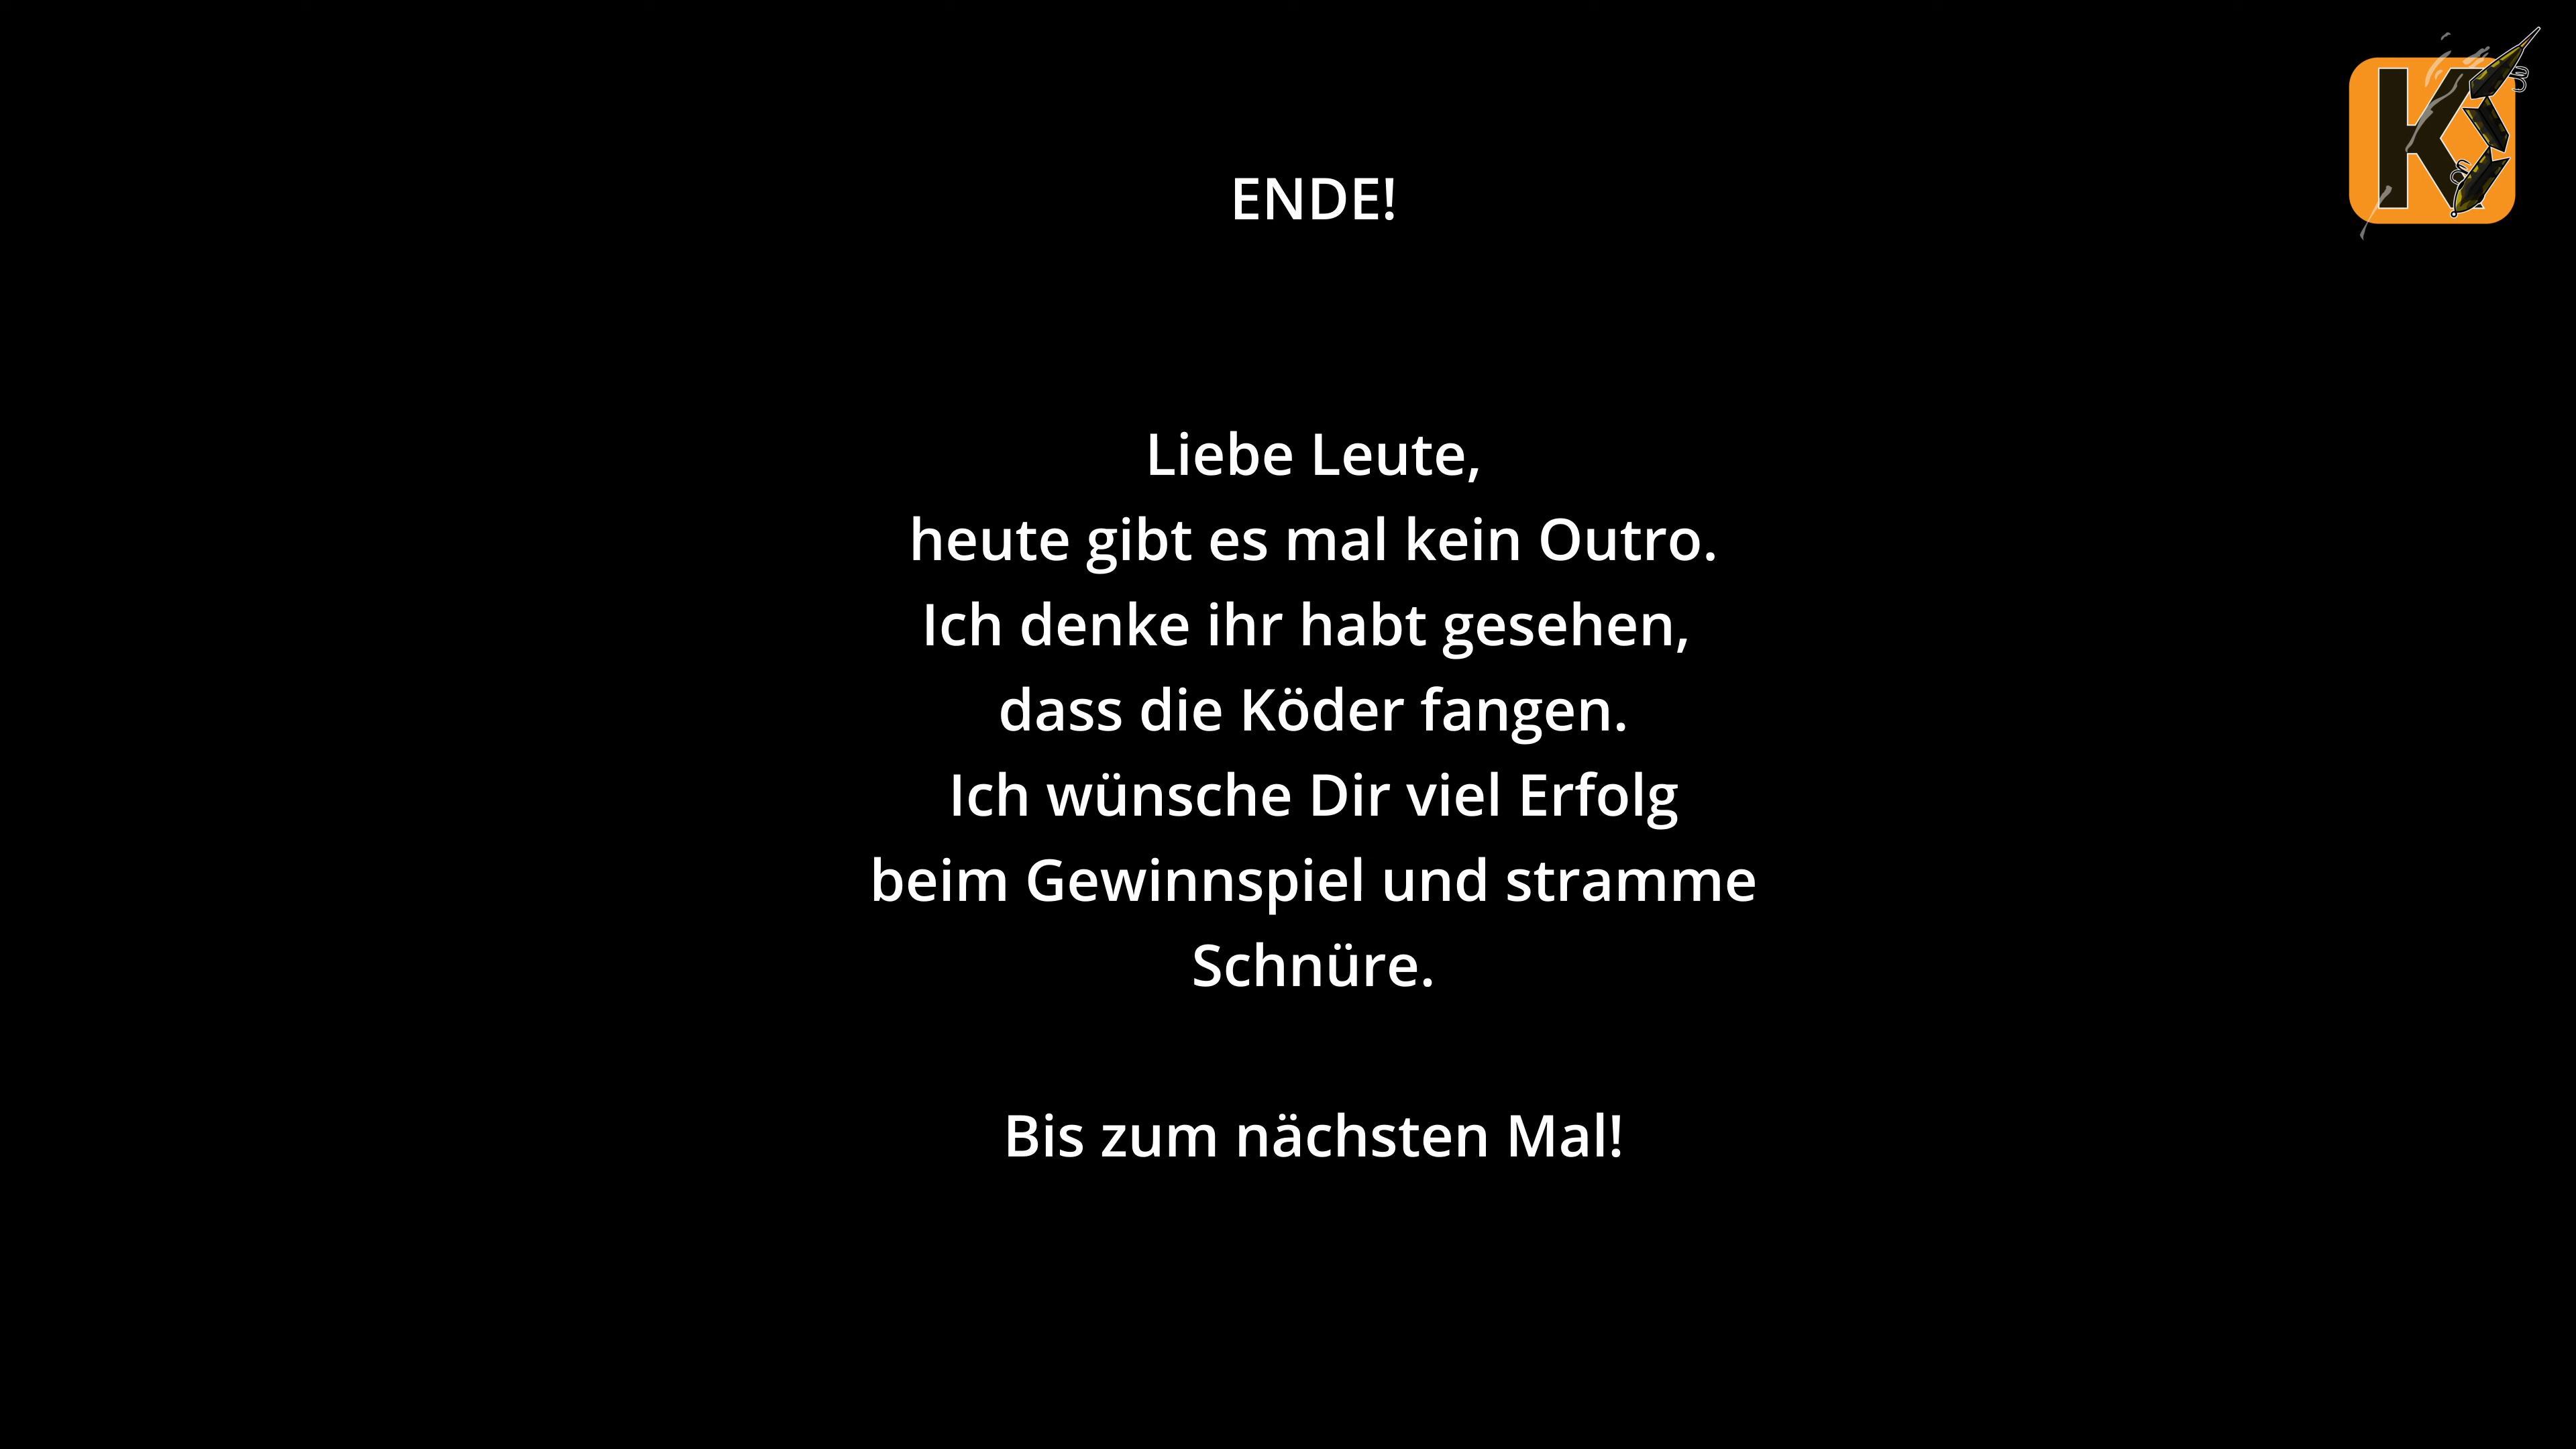 K
ENDE!
Liebe Leute,
heute gibt es mal kein Outro.
Ich denke ihr habt gesehen,
dass die Köder fangen.
Ich wünsche Dir viel Erfolg
beim Gewinnspiel und stramme
Schnüre.
Bis zum nächsten Mal!